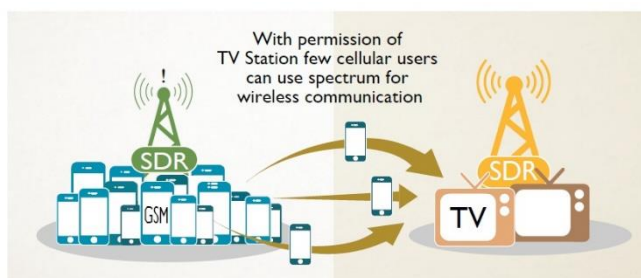 With permission of
TV Station few cellular users
can use spectrum for
wireless communication
!
SDR
SDR
GSM
TV